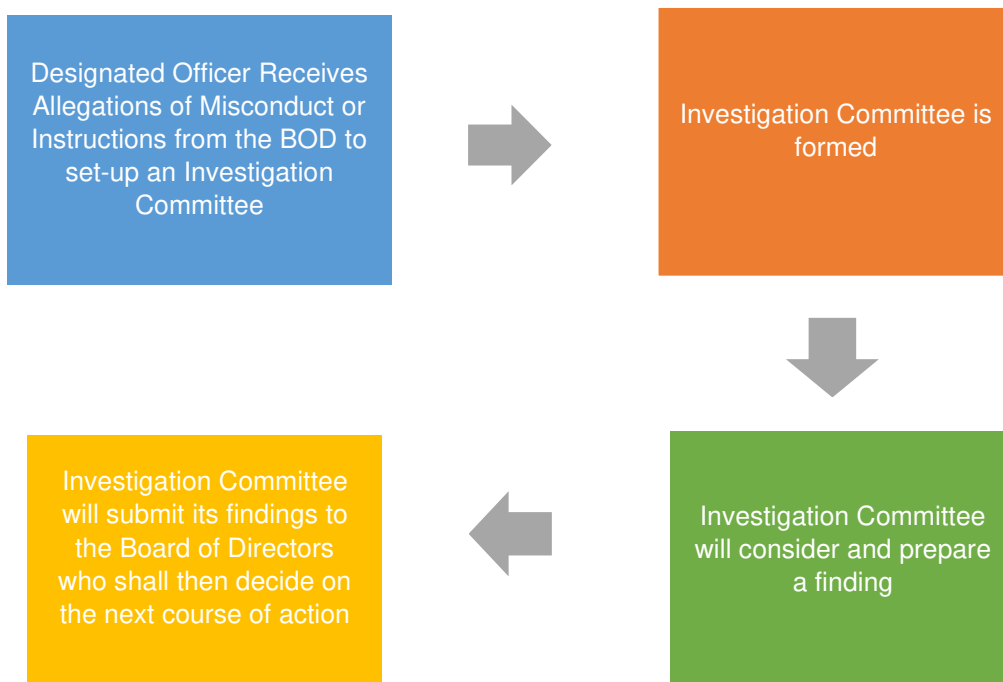 Designated Officer Receives
Allegations of Misconduct or
Instructions from the BOD to
set-up an Investigation
Committee
Investigation Committee is
formed
Investigation Committee
will consider and prepare
a finding
Investigation Committee
will submit its findings to
the Board of Directors
who shall then decide on
the next course of action